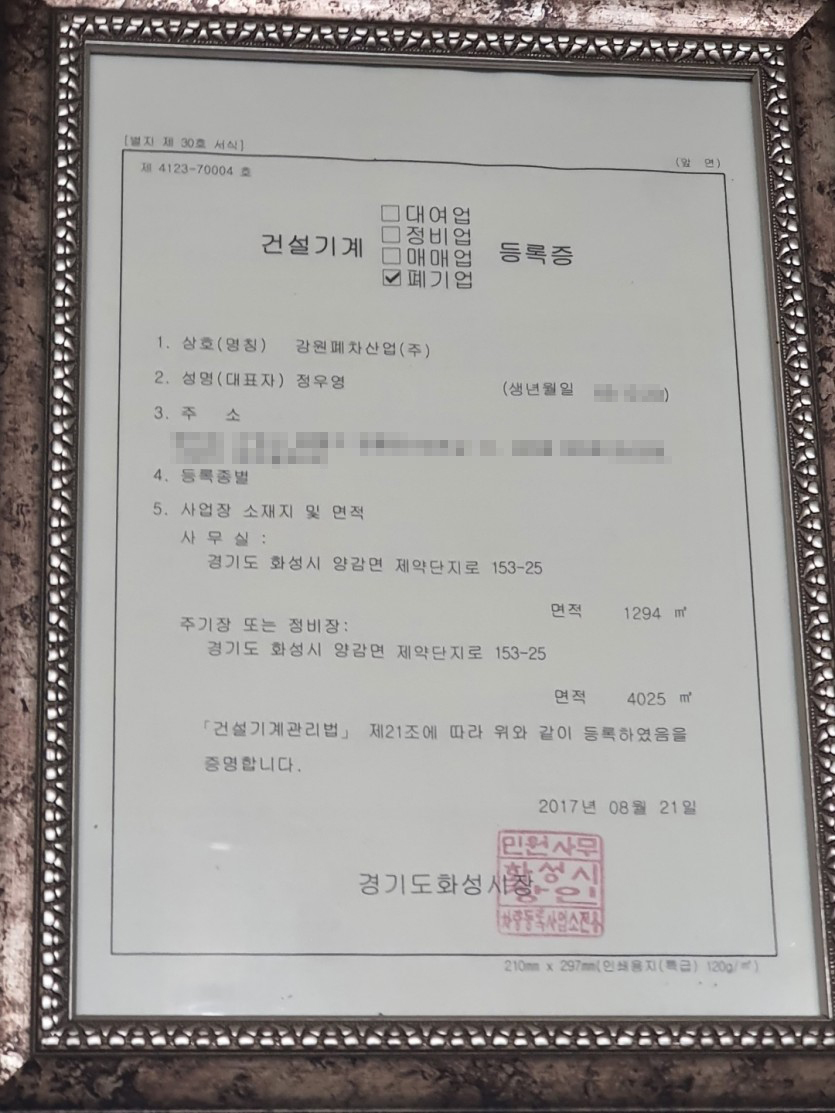 [별지 제 30호 서식]
(앞 면)
제 4123-70004 호
□대여업
□정비업
건설기계 등록증
□매매업
☑폐기업
1. 상호(명칭) 강원폐차산업(주)
2. 성명(대표자) 정우영 (생년월일 )
3. 주 소
4. 등록종별
5. 사업장 소재지 및 면적
사 무 실 :
경기도 화성시 양감면 제약단지로 153-25
면적 1294 ㎡
주기장 또는 정비장:
경기도 화성시 양감면 제약단지로 153-25
면적 4025 ㎡
「건설기계관리법」 제21조에 따라 위와 같이 등록하였음을
증명합니다.
2017년 08월 21일
민원사무
경기도화성시장
화성시
장인
차량등록사업소전용
210mm x 297mm(인쇄용지(특급) 120g/㎡)